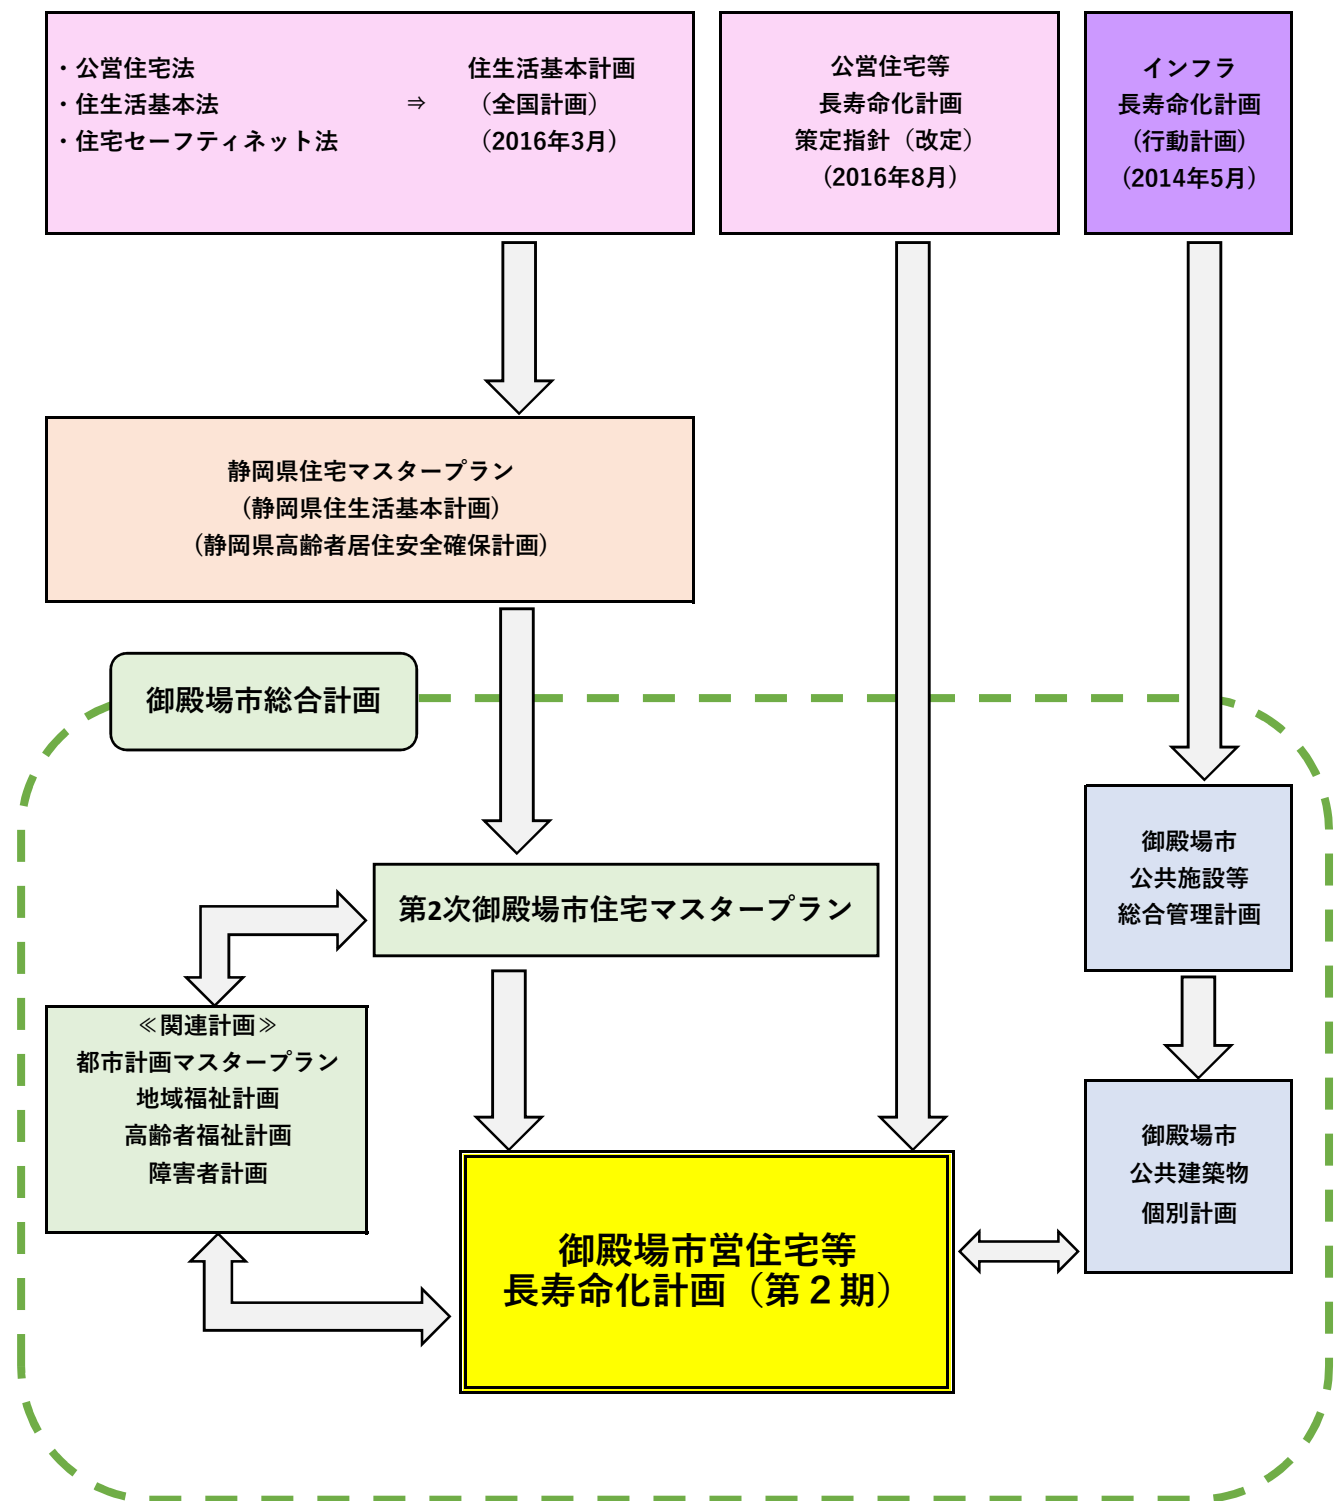 ・公営住宅法
・住生活基本法
・住宅セーフティネット法
⇒
住生活基本計画
（全国計画）
（2016年3月）
公営住宅等
長寿命化計画
策定指針（改定）
（2016年8月）
インフラ
長寿命化計画
（行動計画）
（2014年5月）
静岡県住宅マスタープラン
（静岡県住生活基本計画）
（静岡県高齢者居住安全確保計画）
御殿場市総合計画
第2次御殿場市住宅マスタープラン
御殿場市
公共施設等
総合管理計画
≪関連計画≫
都市計画マスタープラン
地域福祉計画
高齢者福祉計画
障害者計画
御殿場市
公共建築物
個別計画
御殿場市営住宅等
長寿命化計画（第２期）